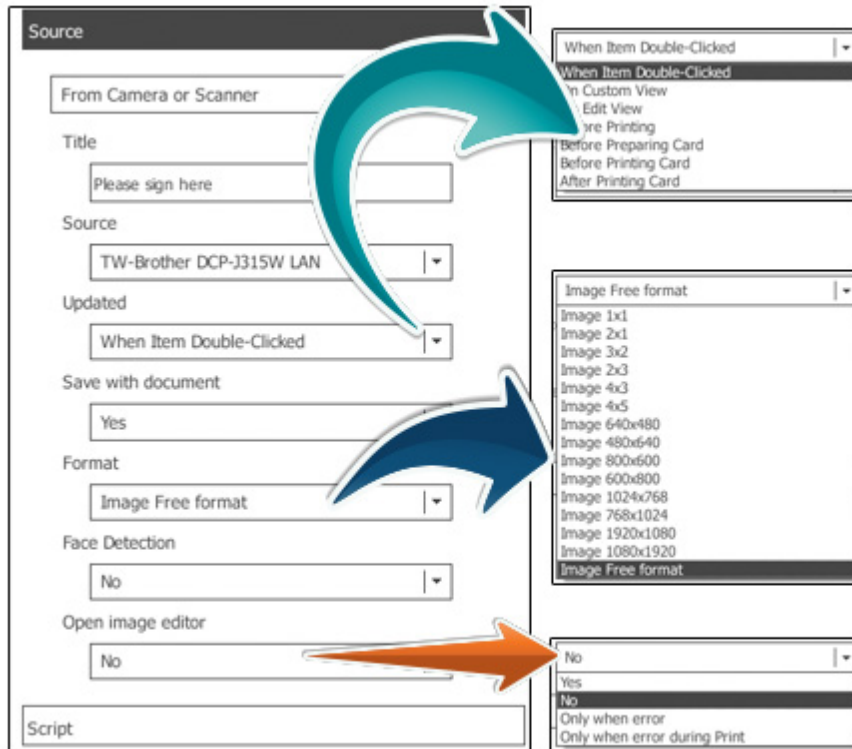 Source
From Camera or Scanner
Title
Please sign here
Source
TW-Brother DCP-J315W LAN
Updated
When Item Double-Clicked
Save with document
Yes
Format
Image Free format
Face Detection
No
Open image editor
No
Script
When Item Double-Clicked
When Item Double-Clicked
Custom View
Edit View
Printing
Before Preparing Card
Before Printing Card
After Printing Card
Image Free format
Image 1x1
Image 2x1
Image 3x2
Image 2x3
Image 4x3
Image 4x5
Image 640x480
Image 480x640
Image 800x600
Image 600x800
Image 1024x768
Image 768x1024
Image 1920x1080
Image 1080x1920
Image Free format
No
Yes
No
Only when error
Only when error during Print